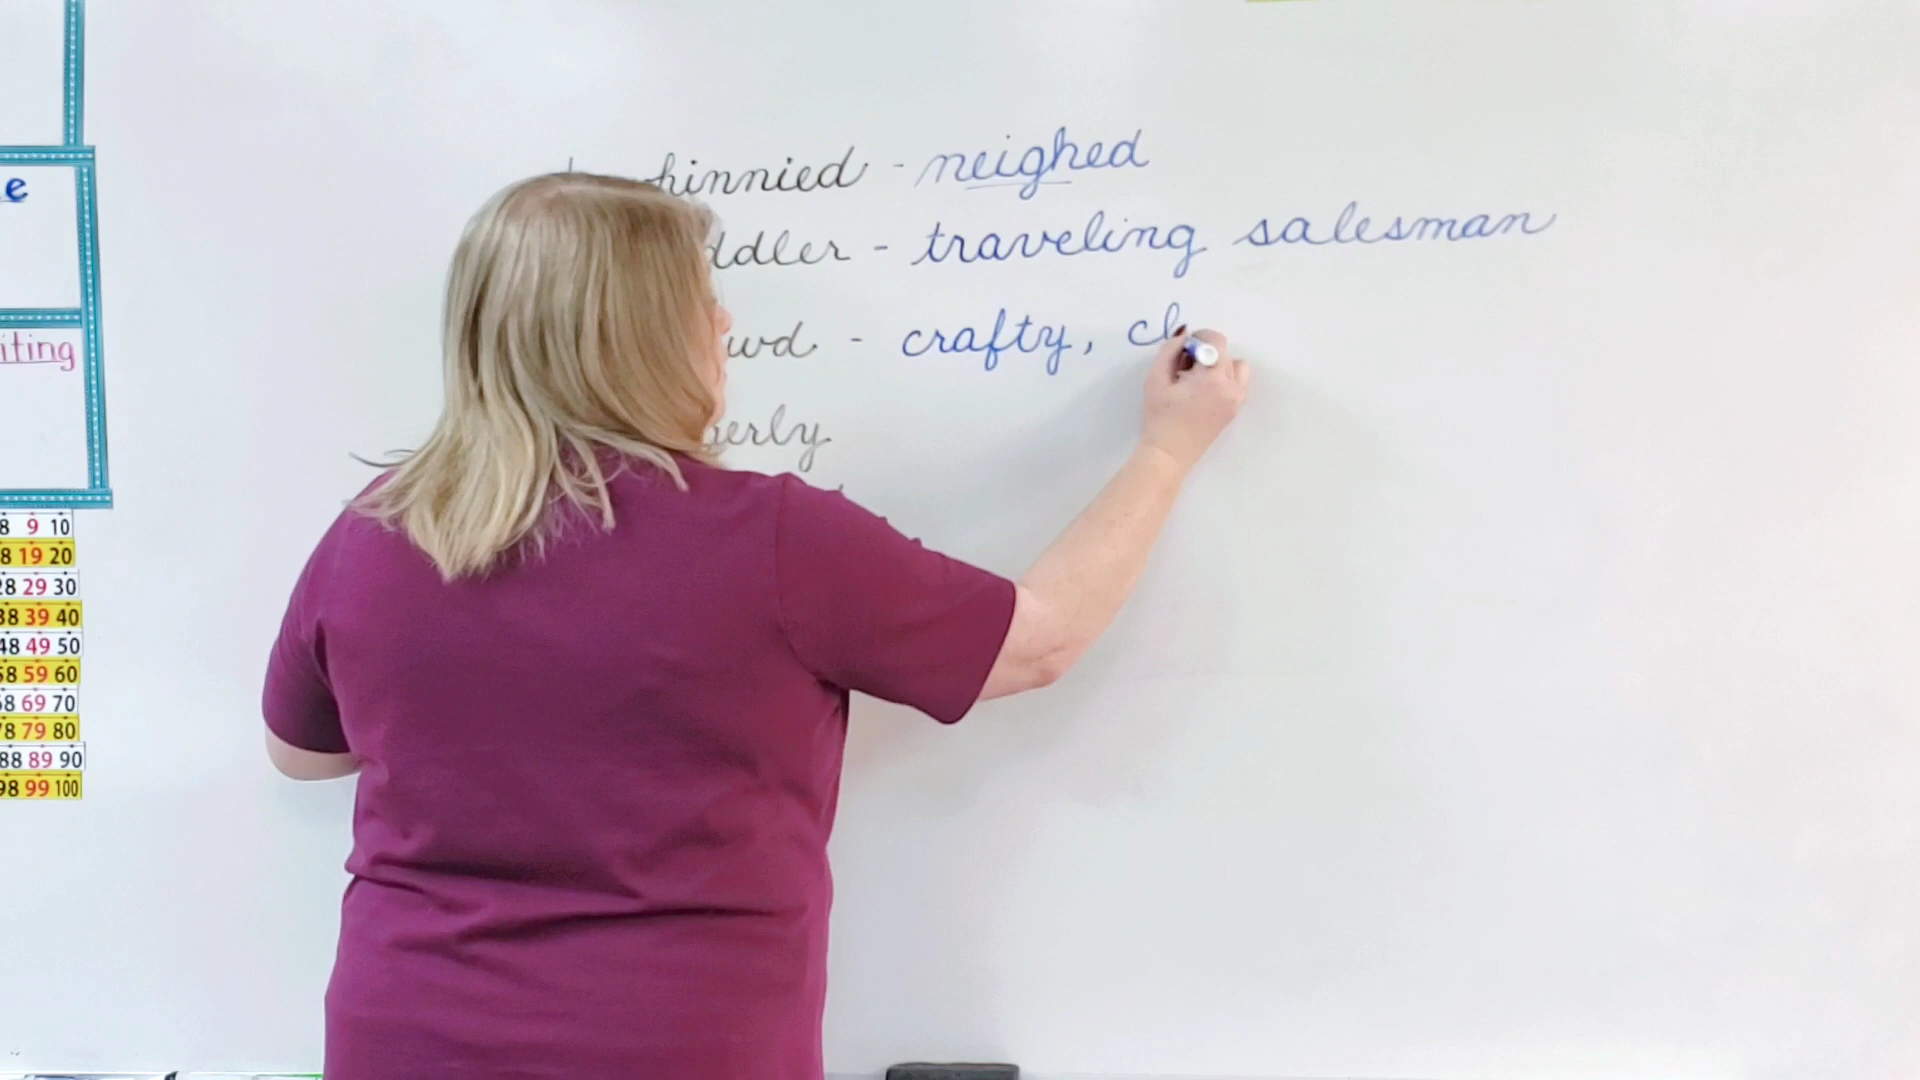 hinnied - neighed
ddler - traveling salesman
wd - crafty, cl
erly
e
iting
8 9 10
8 19 20
28 29 30
38 39 40
48 49 50
58 59 60
68 69 70
78 79 80
88 89 90
98 99 100